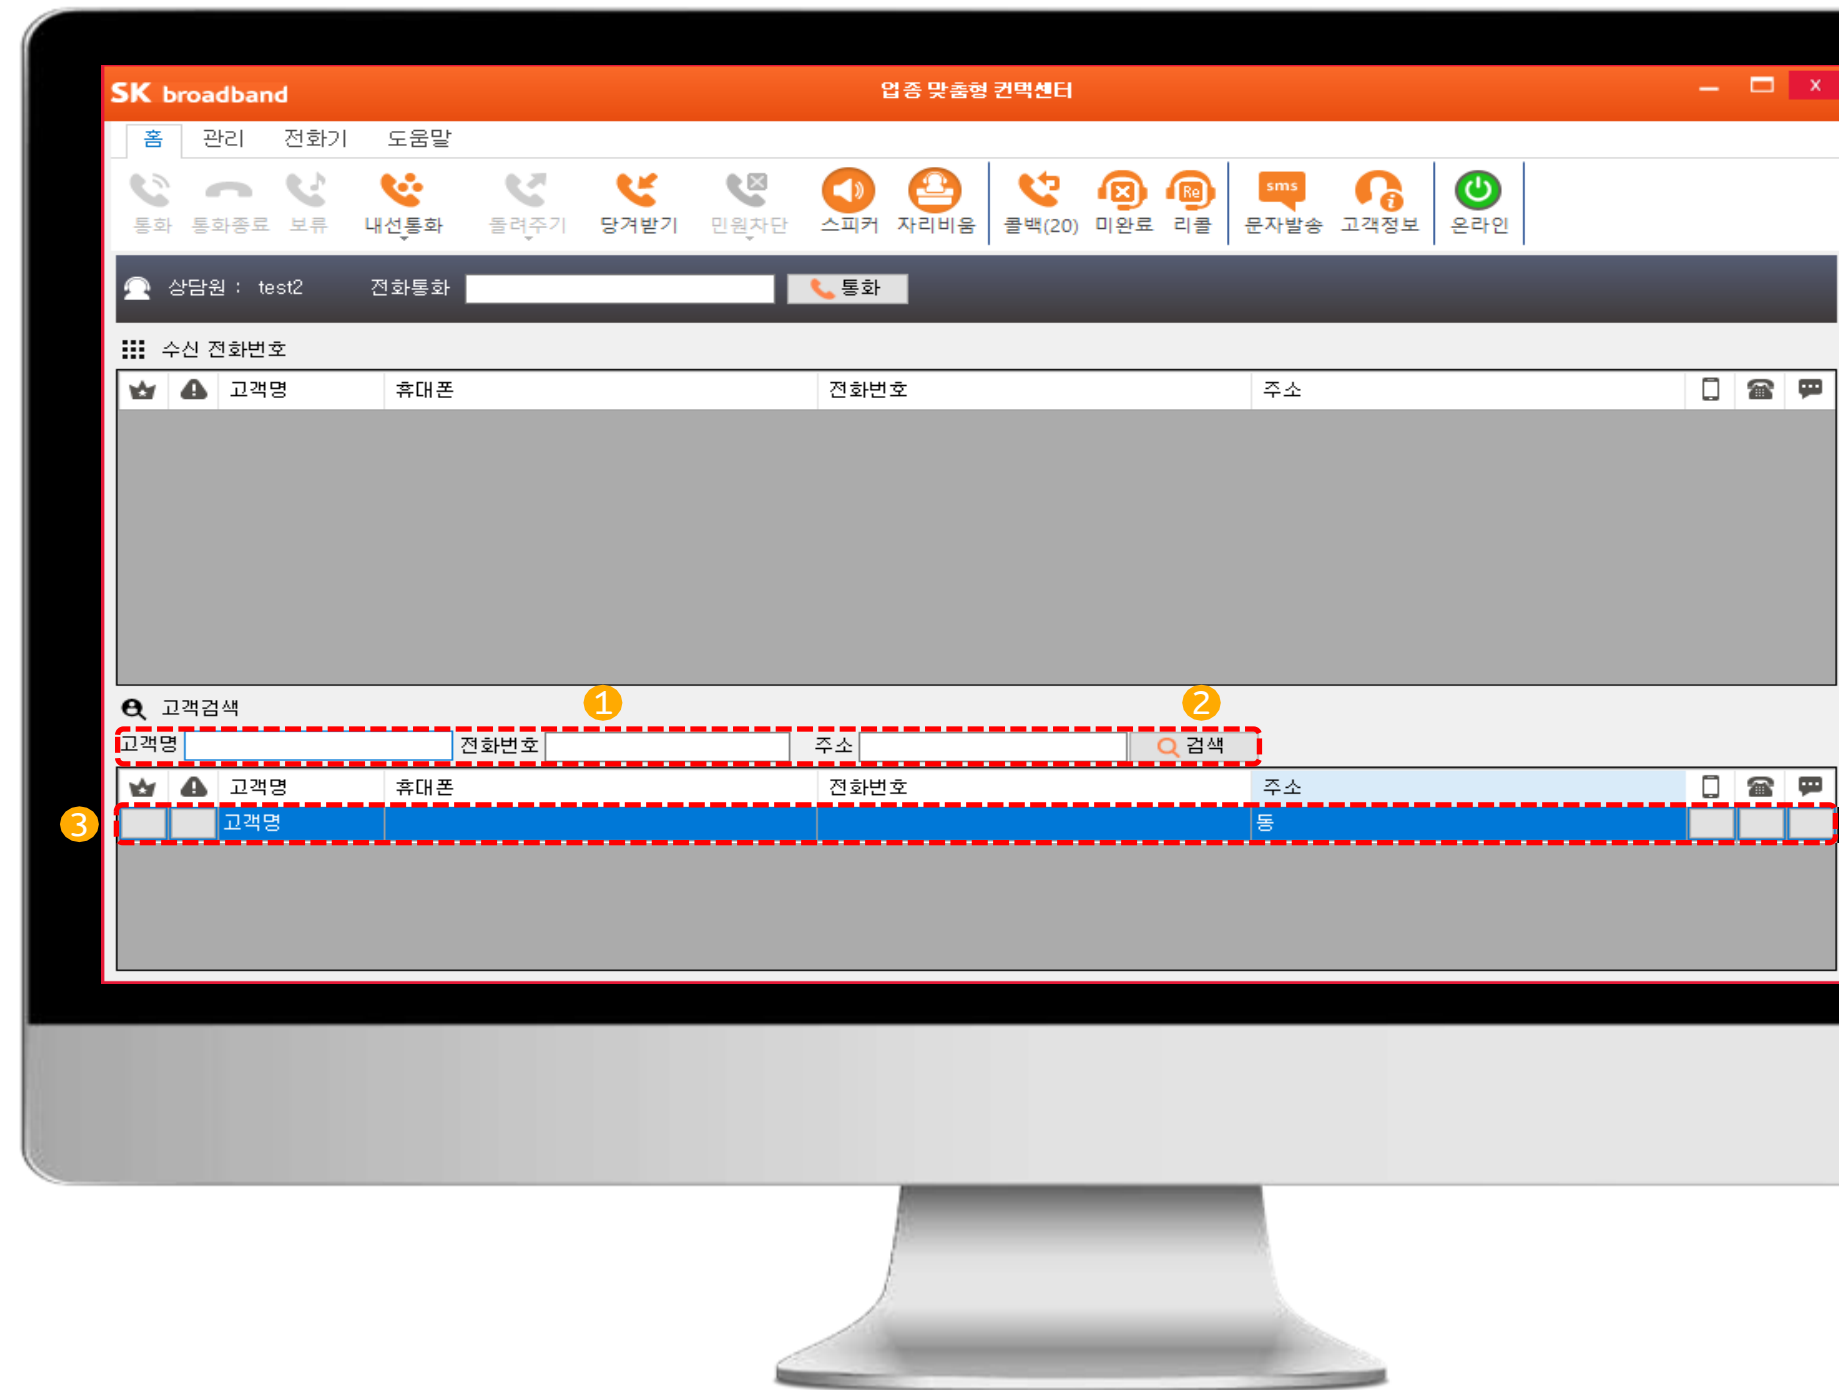 SK broadband 업종 맞춤형 컨택센터 X
홈 관리 전화기 도움말
sms
Re
통화 통화종료 보류 내선통화 돌려주기 당겨받기 민원차단 스피커 자리비움 콜백(20) 미완료 리콜 문자발송 고객정보 온라인
상담원 : test2 전화통화 통화
수신 전화번호
고객명 휴대폰 전화번호 주소
1 2
고객검색
고객명 전화번호 주소 검색
고객명 휴대폰 전화번호 주소
3 고객명 동